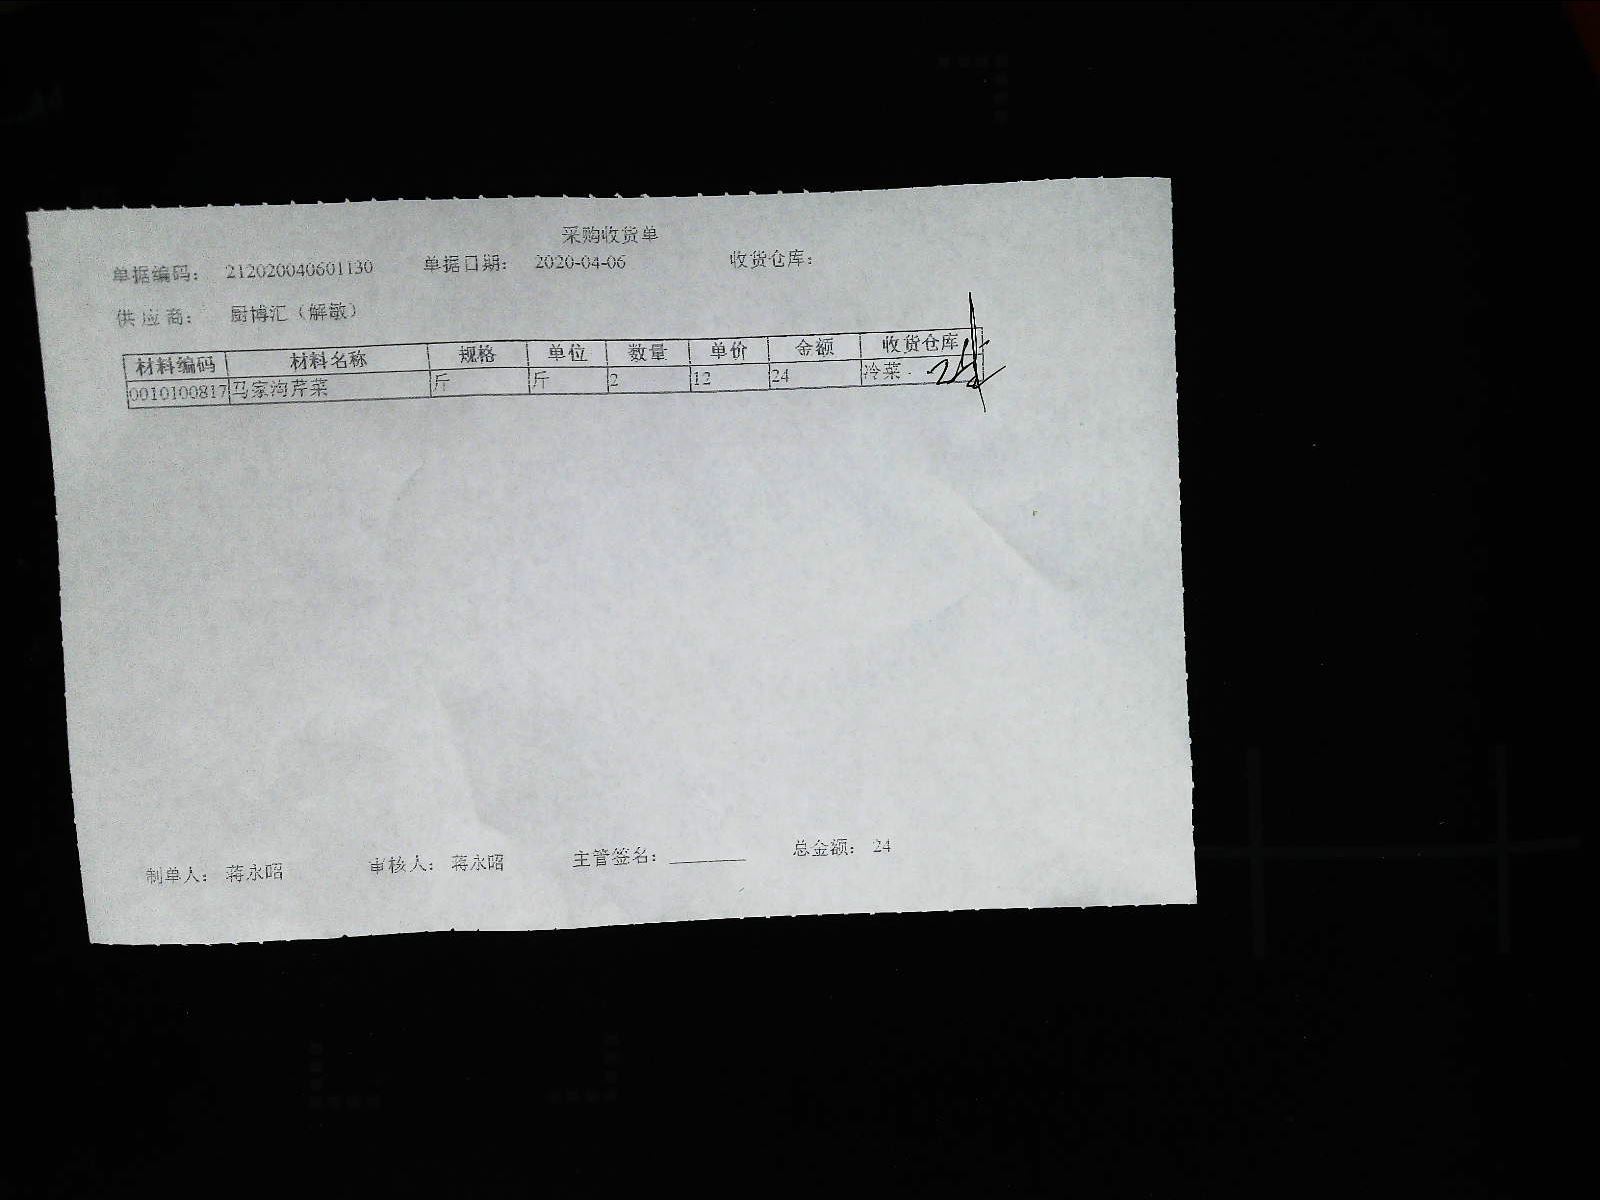 采购收货单
单据编码： 212020040601130 单据日期： 2020-04-06 收货仓库：
供应商： 厨博汇（解敏）
材料编码 材料名称 规格 单位 数量 单价 金额 收货仓库
0010100817 马家沟芹菜 斤 斤 2 12 24 冷菜
制单人： 蒋永昭 审核人： 蒋永昭 主管签名： 总金额： 24